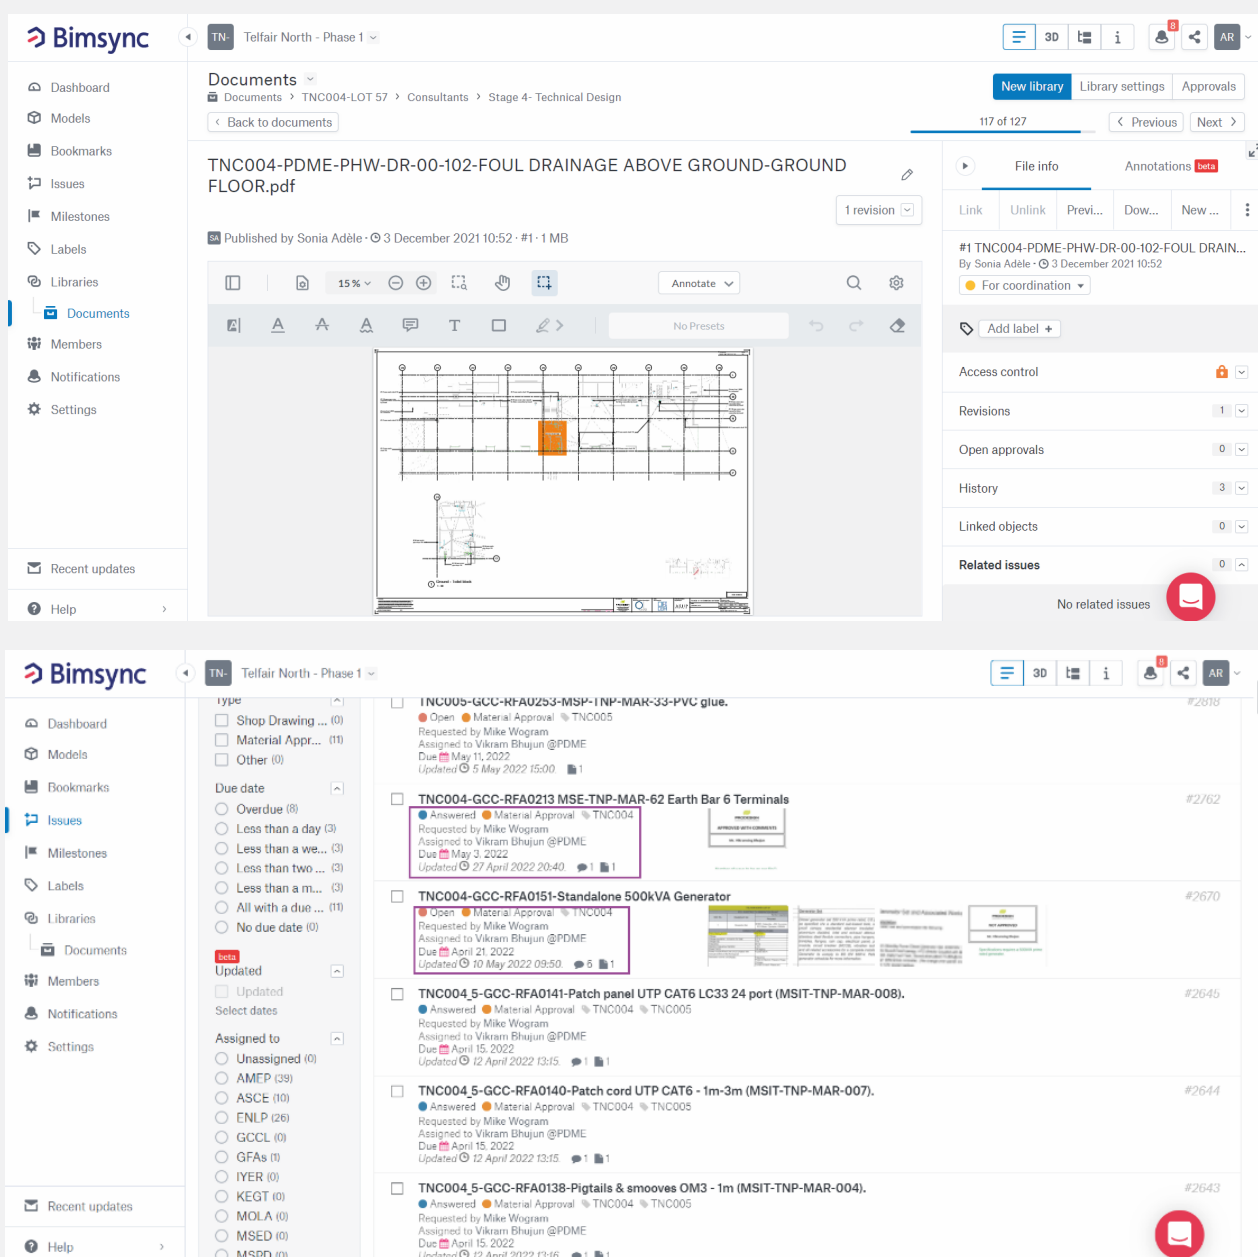 Bimsync
TN- Telfair North - Phase 1
3D i 8 AR
Dashboard
Models
Bookmarks
Issues
Milestones
Labels
Libraries
Documents
Members
Notifications
Settings
Recent updates
Help
Documents
Documents > TNC004-LOT 57 > Consultants > Stage 4- Technical Design
Back to documents
New library Library settings Approvals
117 of 127 Previous Next
TNC004-PDME-PHW-DR-00-102-FOUL DRAINAGE ABOVE GROUND-GROUND
FLOOR.pdf
1 revision
SA Published by Sonia Adèle · 3 December 2021 10:52 · #1 · 1 MB
15 % Annotate
No Presets
File info Annotations beta
Link Unlink Previ... Dow... New ...
#1 TNC004-PDME-PHW-DR-00-102-FOUL DRAIN...
By Sonia Adèle · 3 December 2021 10:52
For coordination
Add label +
Access control
Revisions 1
Open approvals 0
History 3
Linked objects 0
Related issues 0
No related issues
Bimsync
TN- Telfair North - Phase 1
3D i 8 AR
Dashboard
Models
Bookmarks
Issues
Milestones
Labels
Libraries
Documents
Members
Notifications
Settings
Recent updates
Help
Type
Shop Drawing ... (0)
Material Appr... (11)
Other (0)
Due date
Overdue (8)
Less than a day (3)
Less than a we... (3)
Less than two ... (3)
Less than a m... (3)
All with a due ... (11)
No due date (0)
beta
Updated
Updated
Select dates
Assigned to
Unassigned (0)
AMEP (39)
ASCE (10)
ENLP (26)
GCCL (0)
GFAs (1)
IYER (0)
KEGT (0)
MOLA (0)
MSED (0)
MSPD (0)
TNC005-GCC-RFA0253-MSP-TNP-MAR-33-PVC glue. #2818
Open Material Approval TNC005
Requested by Mike Wogram
Assigned to Vikram Bhujun @PDME
Due May 11, 2022
Updated 5 May 2022 15:00. 1
TNC004-GCC-RFA0213 MSE-TNP-MAR-62 Earth Bar 6 Terminals #2762
Answered Material Approval TNC004
Requested by Mike Wogram
Assigned to Vikram Bhujun @PDME
Due May 3, 2022
Updated 27 April 2022 20:40. 1 1
APPROVED WITH COMMENTS
TNC004-GCC-RFA0151-Standalone 500kVA Generator #2670
Open Material Approval TNC004
Requested by Mike Wogram
Assigned to Vikram Bhujun @PDME
Due April 21, 2022
Updated 10 May 2022 09:50. 6 1
NOT APPROVED
TNC004_5-GCC-RFA0141-Patch panel UTP CAT6 LC33 24 port (MSIT-TNP-MAR-008). #2645
Answered Material Approval TNC004 TNC005
Requested by Mike Wogram
Assigned to Vikram Bhujun @PDME
Due April 15, 2022
Updated 12 April 2022 13:15. 1 1
TNC004_5-GCC-RFA0140-Patch cord UTP CAT6 - 1m-3m (MSIT-TNP-MAR-007). #2644
Answered Material Approval TNC004 TNC005
Requested by Mike Wogram
Assigned to Vikram Bhujun @PDME
Due April 15, 2022
Updated 12 April 2022 13:15. 1 1
TNC004_5-GCC-RFA0138-Pigtails & smooves OM3 - 1m (MSIT-TNP-MAR-004). #2643
Answered Material Approval TNC004 TNC005
Requested by Mike Wogram
Assigned to Vikram Bhujun @PDME
Due April 15, 2022
Updated 12 April 2022 13:16. 1 1